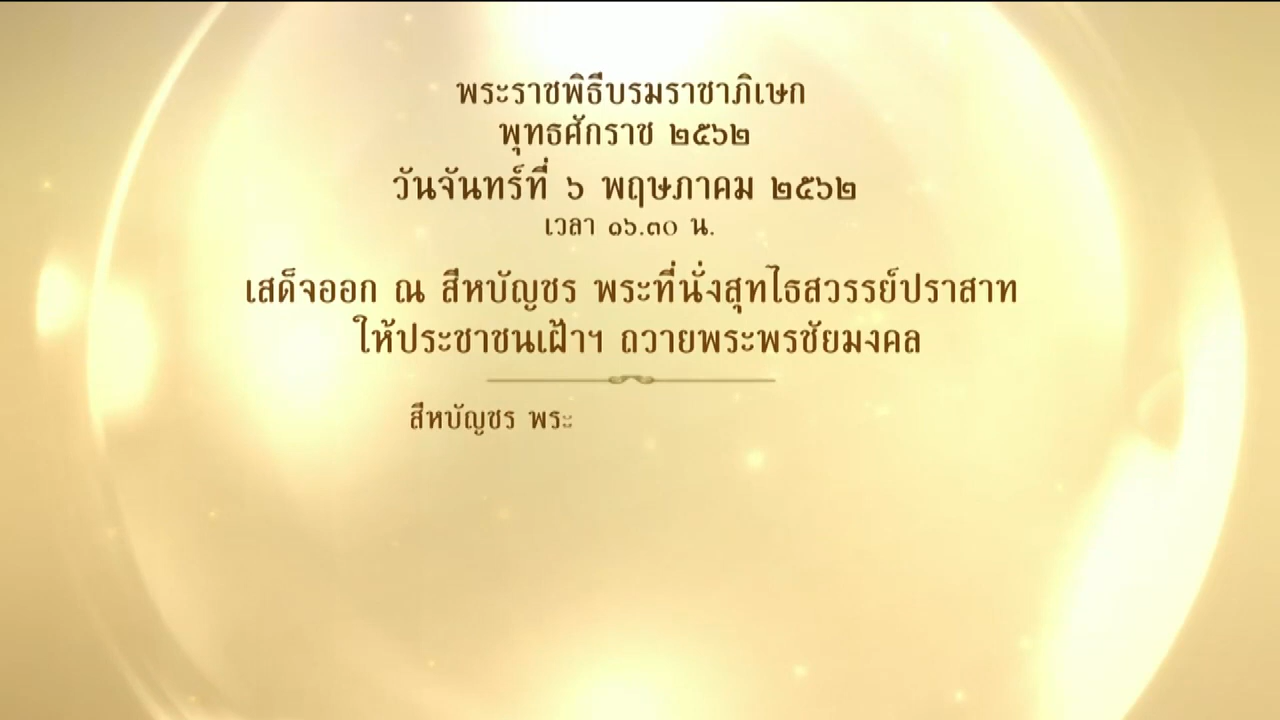 พระราชพิธีบรมราชาภิเษก
พุทธศักราช ๒๕๖๒
วันจันทร์ที่ ๖ พฤษภาคม ๒๕๖๒
เวลา ๑๖.๓๐ น.
เสด็จออก ณ สีหบัญชร พระที่นั่งสุทไธสวรรย์ปราสาท
ให้ประชาชนเฝ้าฯ ถวายพระพรชัยมงคล
สีหบัญชร พระ